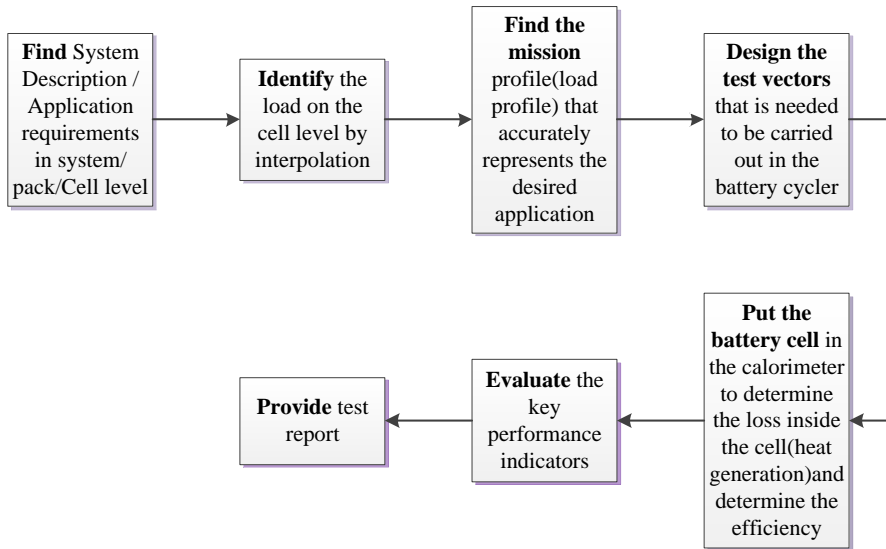 Find System
Description /
Application
requirements
in system/
pack/Cell level
Identify the
load on the
cell level by
interpolation
Find the
mission
profile(load
profile) that
accurately
represents the
desired
application
Design the
test vectors
that is needed
to be carried
out in the
battery cycler
Put the
battery cell in
the calorimeter
to determine
the loss inside
the cell(heat
generation)and
determine the
efficiency
Evaluate the
key
performance
indicators
Provide test
report